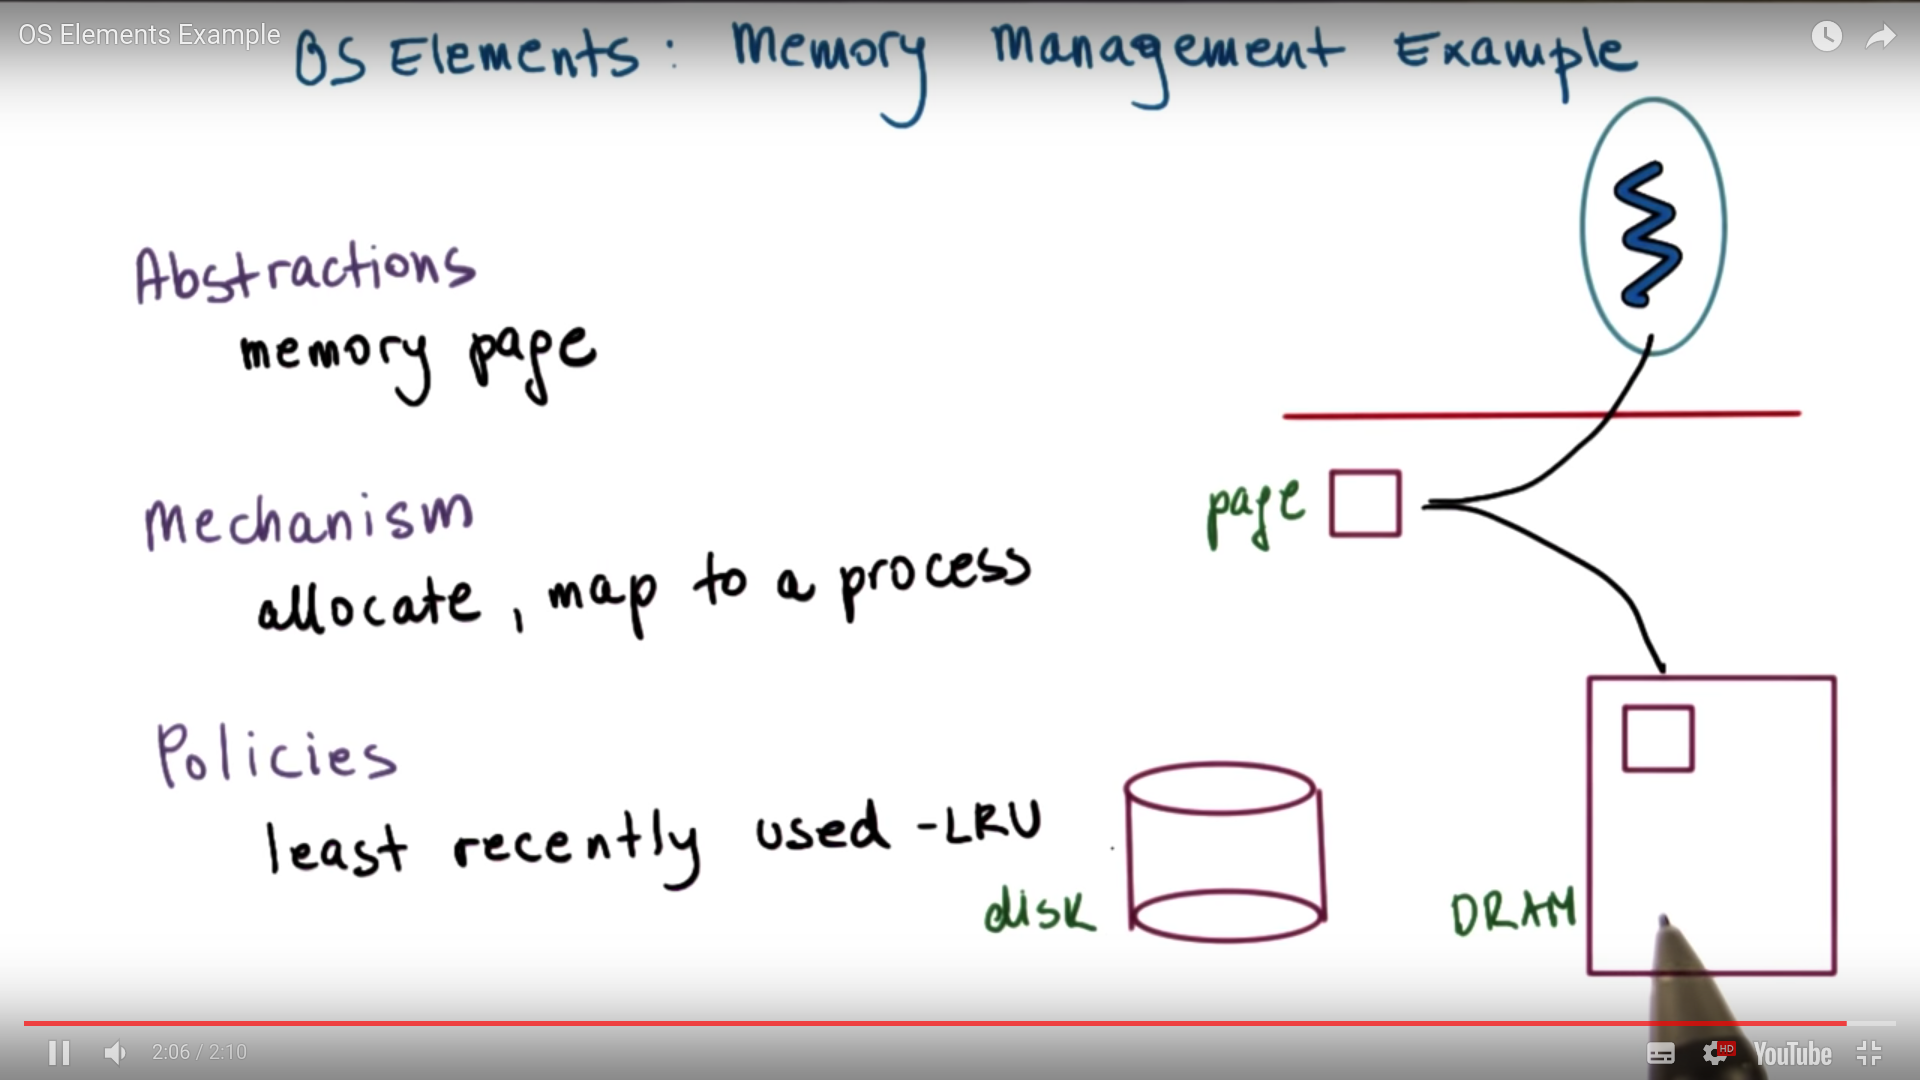 OS Elements Example
OS Elements: Memory Management Example
Abstractions
memory page
Mechanism
allocate, map to a process
page
Policies
least recently used - LRU
disk
DRAM
2:06 / 2:10
HD
YouTube